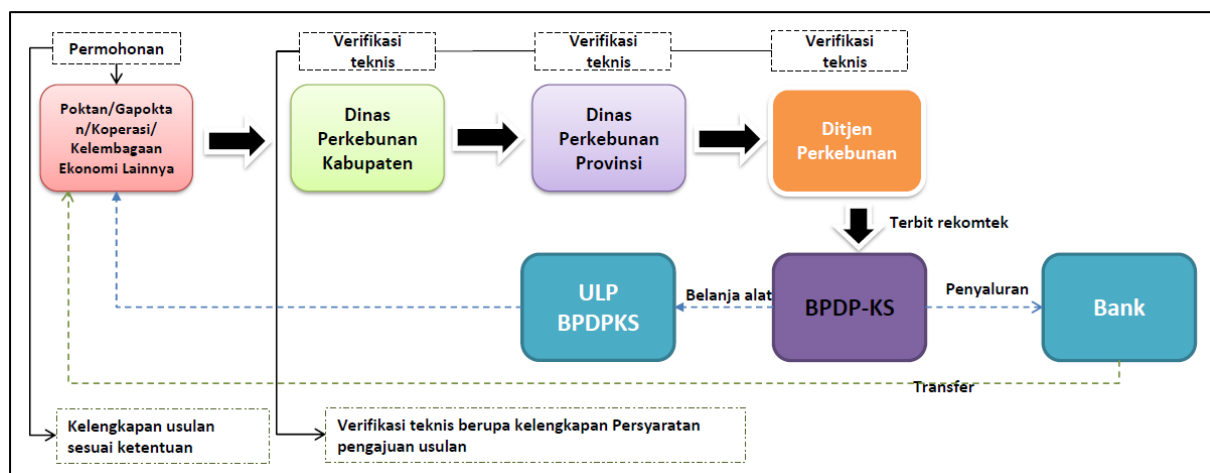 Permohonan
Verifikasi
teknis
Verifikasi
teknis
Verifikasi
teknis
Poktan/Gapokta
n/Koperasi/
Kelembagaan
Ekonomi Lainnya
Dinas
Perkebunan
Kabupaten
Dinas
Perkebunan
Provinsi
Ditjen
Perkebunan
Terbit rekomtek
ULP
BPDPKS
Belanja alat
BPDP-KS
Penyaluran
Bank
Transfer
Kelengkapan usulan
sesuai ketentuan
Verifikasi teknis berupa kelengkapan Persyaratan
pengajuan usulan